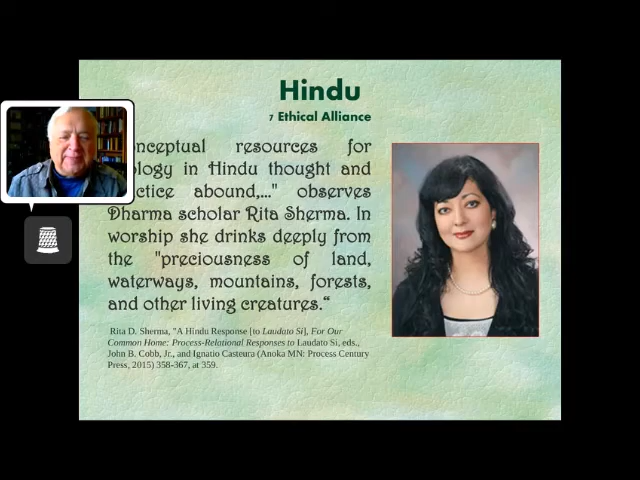 Hindu
7 Ethical Alliance
onceptual resources for
ology in Hindu thought and
ctice abound,..." observes
Dharma scholar Rita Sherma. In
worship she drinks deeply from
the "preciousness of land,
waterways, mountains, forests,
and other living creatures.“
Rita D. Sherma, "A Hindu Response [to Laudato Si], For Our
Common Home: Process-Relational Responses to Laudato Si, eds.,
John B. Cobb, Jr., and Ignatio Casteura (Anoka MN: Process Century
Press, 2015) 358-367, at 359.